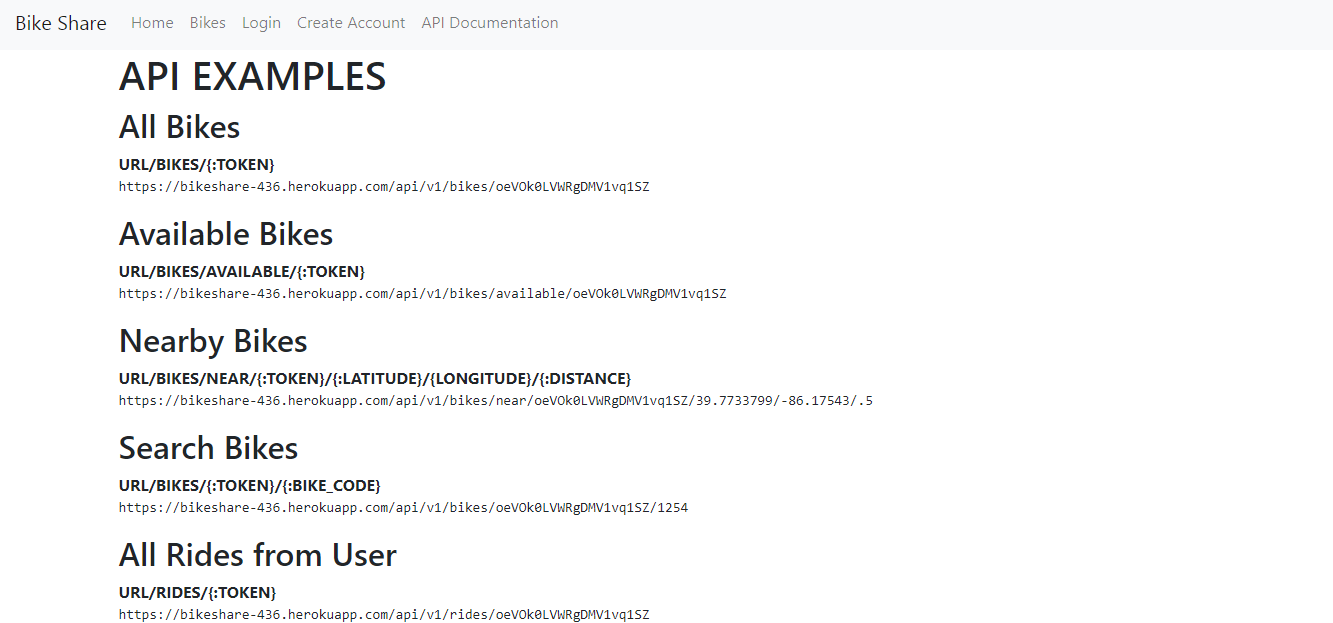 Bike Share Home Bikes Login Create Account API Documentation
API EXAMPLES
All Bikes
URL/BIKES/{:TOKEN}
https://bikeshare-436.herokuapp.com/api/v1/bikes/oeVOk0LVWRgDMV1vq1SZ
Available Bikes
URL/BIKES/AVAILABLE/{:TOKEN}
https://bikeshare-436.herokuapp.com/api/v1/bikes/available/oeVOk0LVWRgDMV1vq1SZ
Nearby Bikes
URL/BIKES/NEAR/{:TOKEN}/{:LATITUDE}/{LONGITUDE}/{:DISTANCE}
https://bikeshare-436.herokuapp.com/api/v1/bikes/near/oeVOk0LVWRgDMV1vq1SZ/39.7733799/-86.17543/.5
Search Bikes
URL/BIKES/{:TOKEN}/{:BIKE_CODE}
https://bikeshare-436.herokuapp.com/api/v1/bikes/oeVOk0LVWRgDMV1vq1SZ/1254
All Rides from User
URL/RIDES/{:TOKEN}
https://bikeshare-436.herokuapp.com/api/v1/rides/oeVOk0LVWRgDMV1vq1SZ